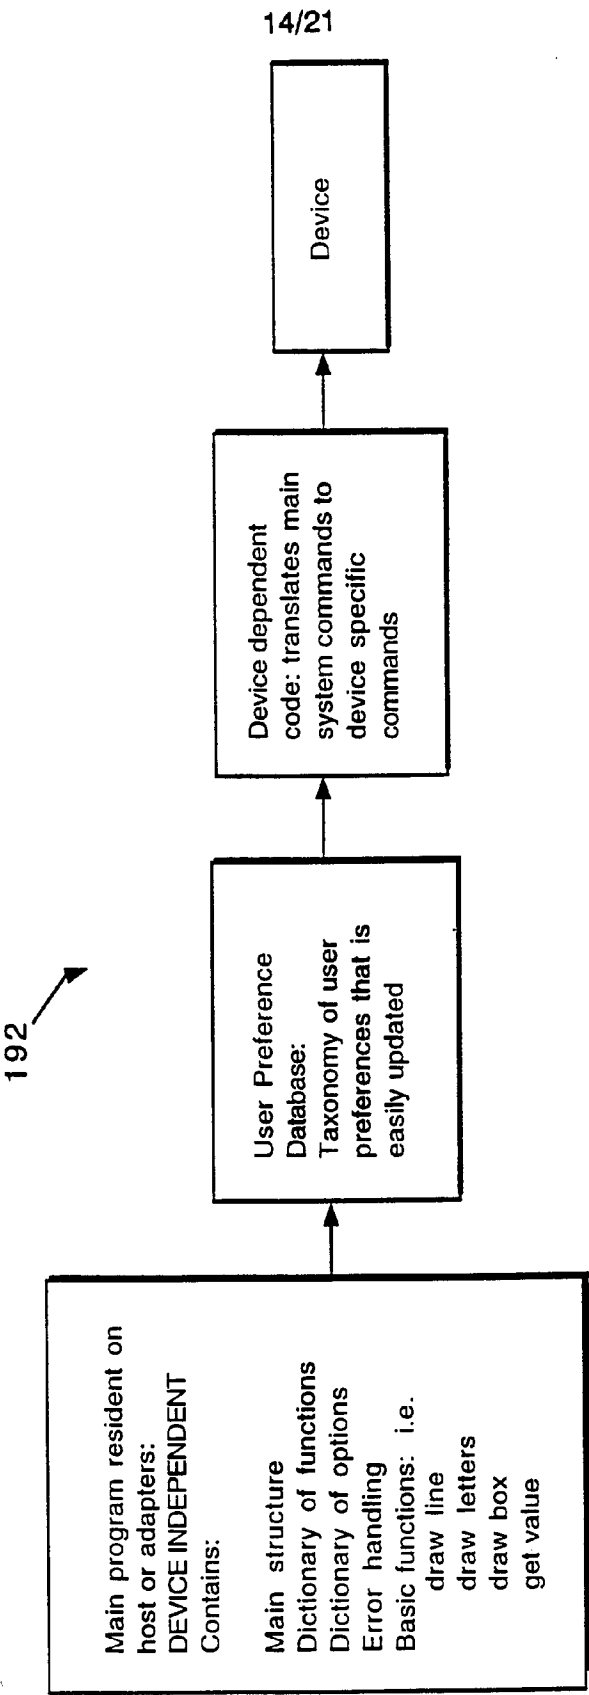 14/21
192
Main program resident on
host or adapters:
DEVICE INDEPENDENT
Contains:
Main structure
Dictionary of functions
Dictionary of options
Error handling
Basic functions: i.e.
draw line
draw letters
draw box
get value
User Preference
Database:
Taxonomy of user
preferences that is
easily updated
Device dependent
code: translates main
system commands to
device specific
commands
Device